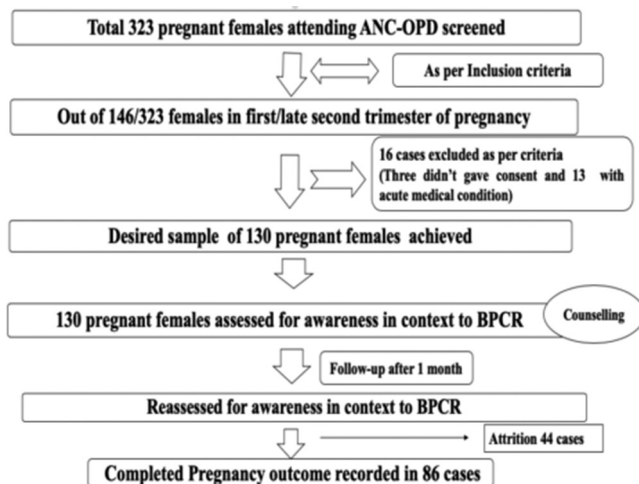 Total 323 pregnant females attending ANC-OPD screened
As per Inclusion criteria
Out of 146/323 females in first/late second trimester of pregnancy
16 cases excluded as per criteria
(Three didn't gave consent and 13 with
acute medical condition)
Desired sample of 130 pregnant females achieved
130 pregnant females assessed for awareness in context to BPCR
Counselling
Follow-up after 1 month
Reassessed for awareness in context to BPCR
Attrition 44 cases
Completed Pregnancy outcome recorded in 86 cases